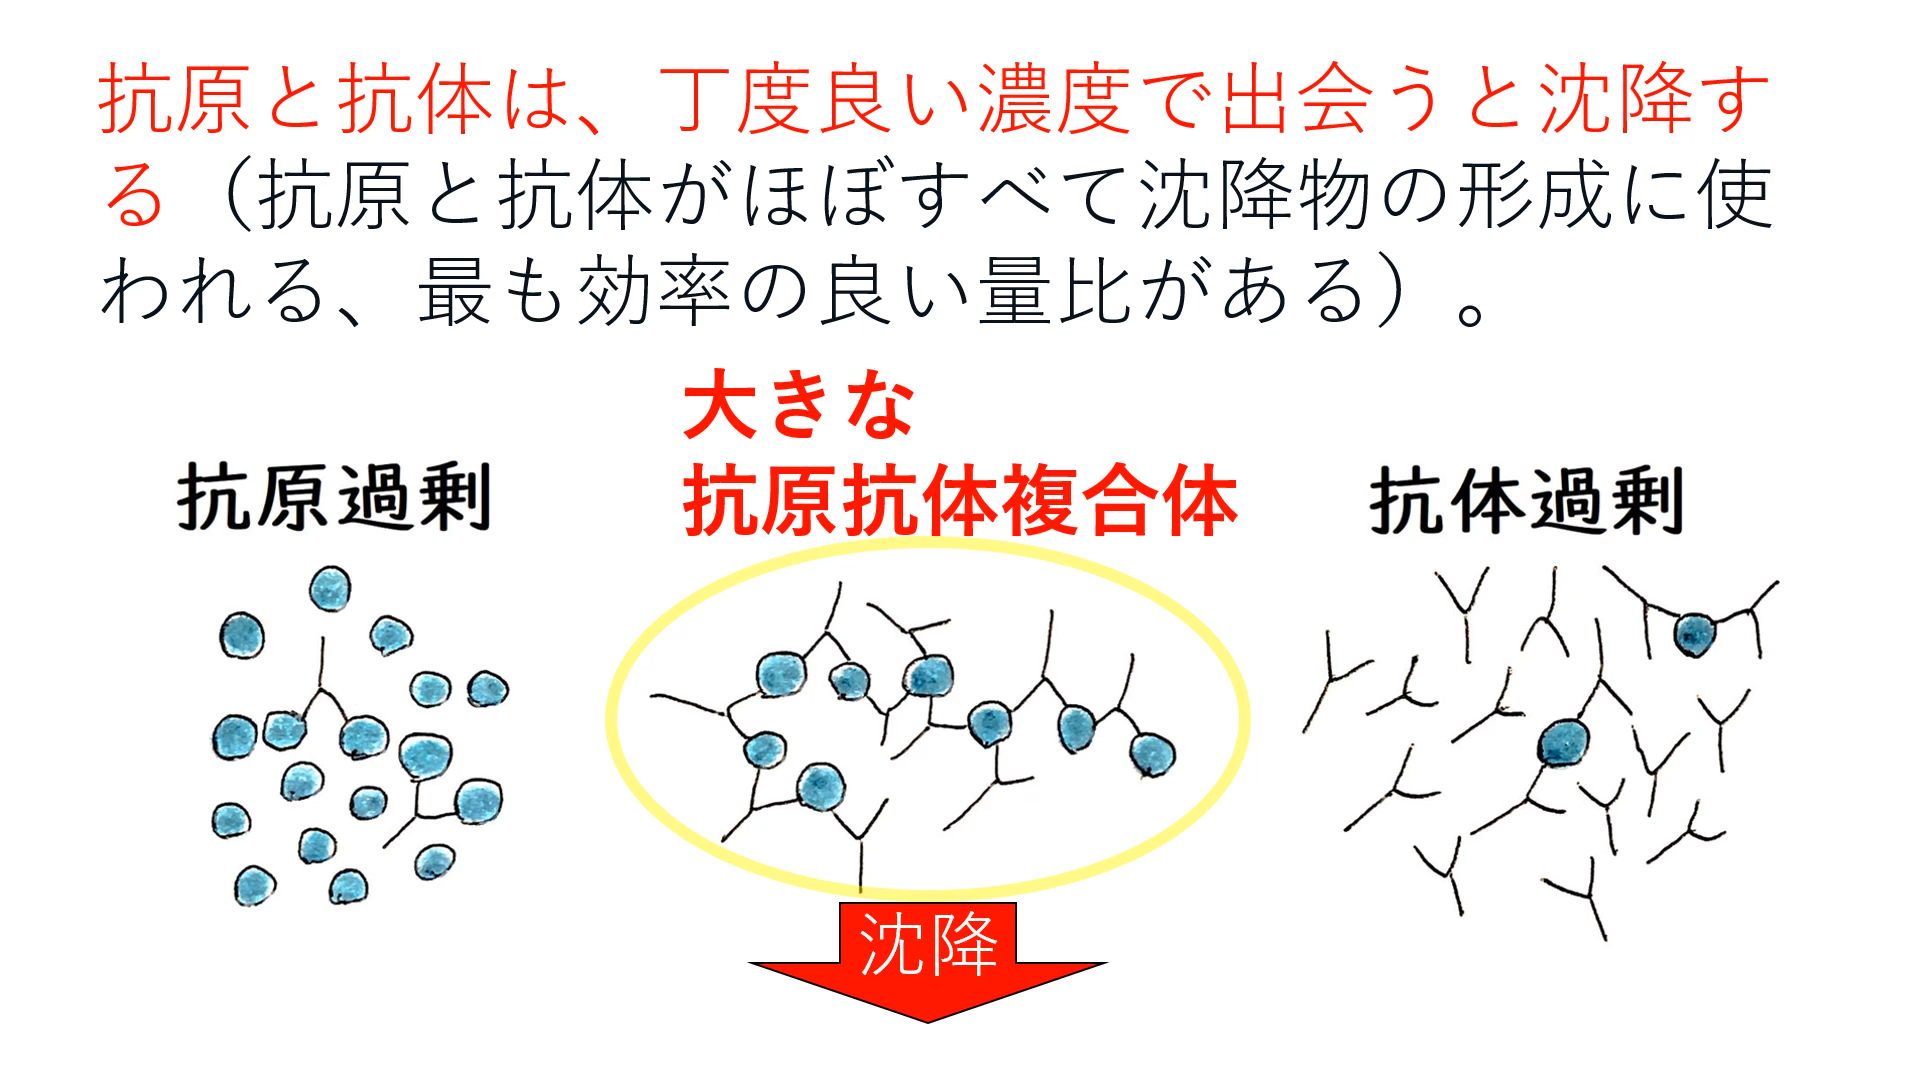 抗原と抗体は、丁度良い濃度で出会うと沈降す
る（抗原と抗体がほぼすべて沈降物の形成に使
われる、最も効率の良い量比がある）。
大きな
抗原過剰
抗原抗体複合体
抗体過剰
沈降